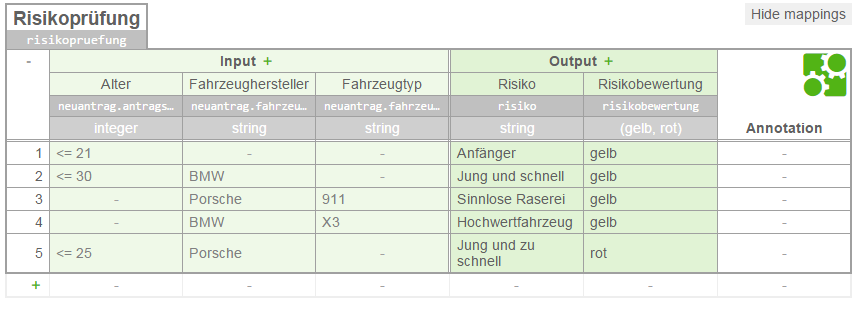 Risikoprüfung
Hide mappings
risikopruefung
- Input + Output +
Alter Fahrzeughersteller Fahrzeugtyp Risiko Risikobewertung
neuantrag.antrags… neuantrag.fahrzeu… neuantrag.fahrzeu… risiko risikobewertung
integer string string string (gelb, rot) Annotation
1 <= 21 - - Anfänger gelb -
2 <= 30 BMW - Jung und schnell gelb -
3 - Porsche 911 Sinnlose Raserei gelb -
4 - BMW X3 Hochwertfahrzeug gelb -
5 <= 25 Porsche - Jung und zu schnell rot -
+ - - - - - -